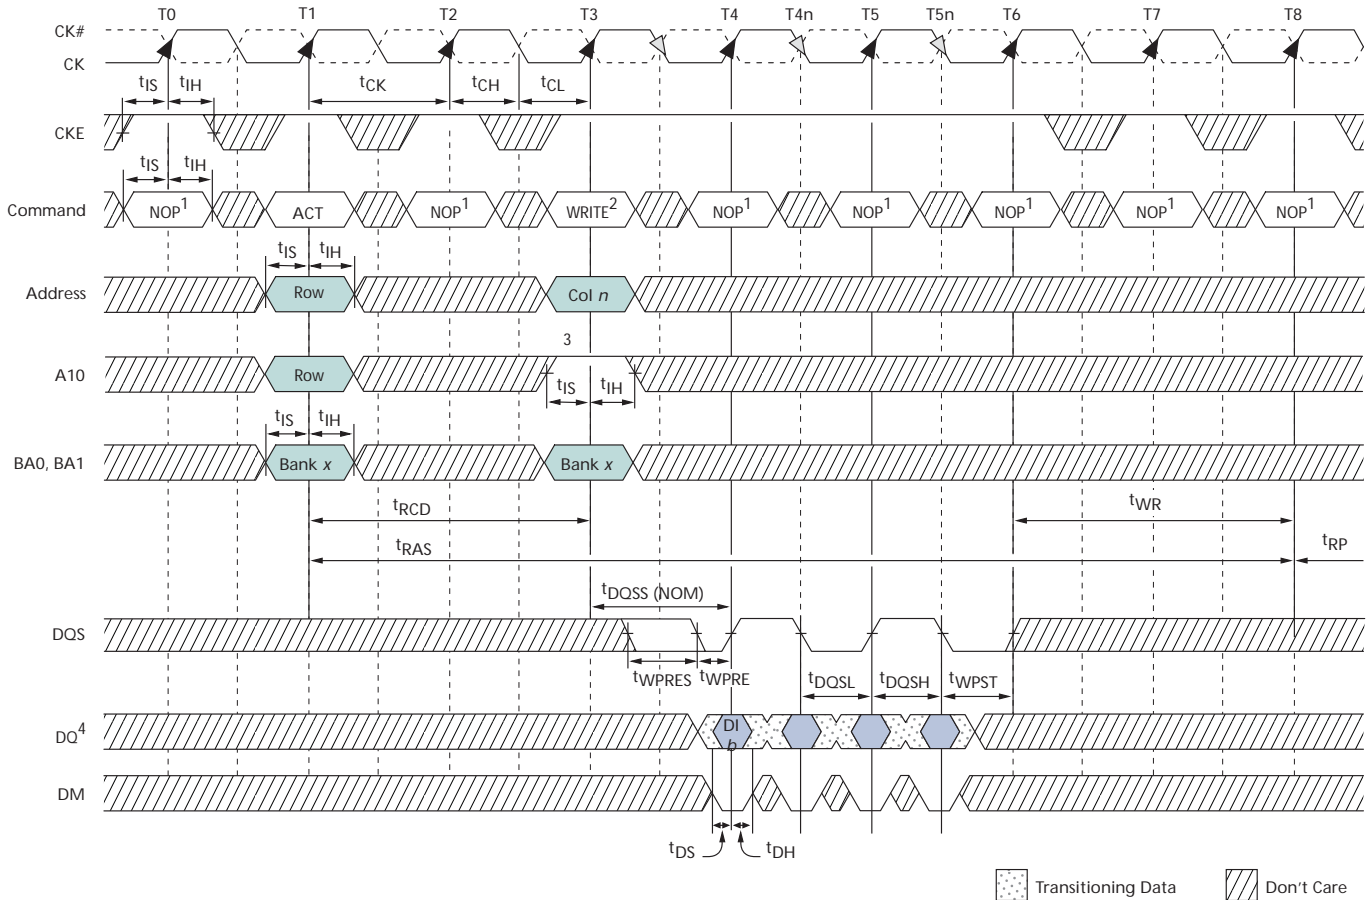 T0 T1 T2 T3 T4 T4n T5 T5n T6 T7 T8
CK#
CK
tIS tIH tCK tCH tCL
CKE
tIS tIH
Command NOP1 ACT NOP1 WRITE2 NOP1 NOP1 NOP1 NOP1 NOP1
tIS tIH
Address Row Col n
3
A10 Row
tIS tIH
tIS tIH
BA0, BA1 Bank x Bank x
tRCD tWR
tRAS tRP
tDQSS (NOM)
DQS
tWPRES tWPRE tDQSL tDQSH tWPST
DQ4 DI
b
DM
tDS tDH
Transitioning Data Don't Care